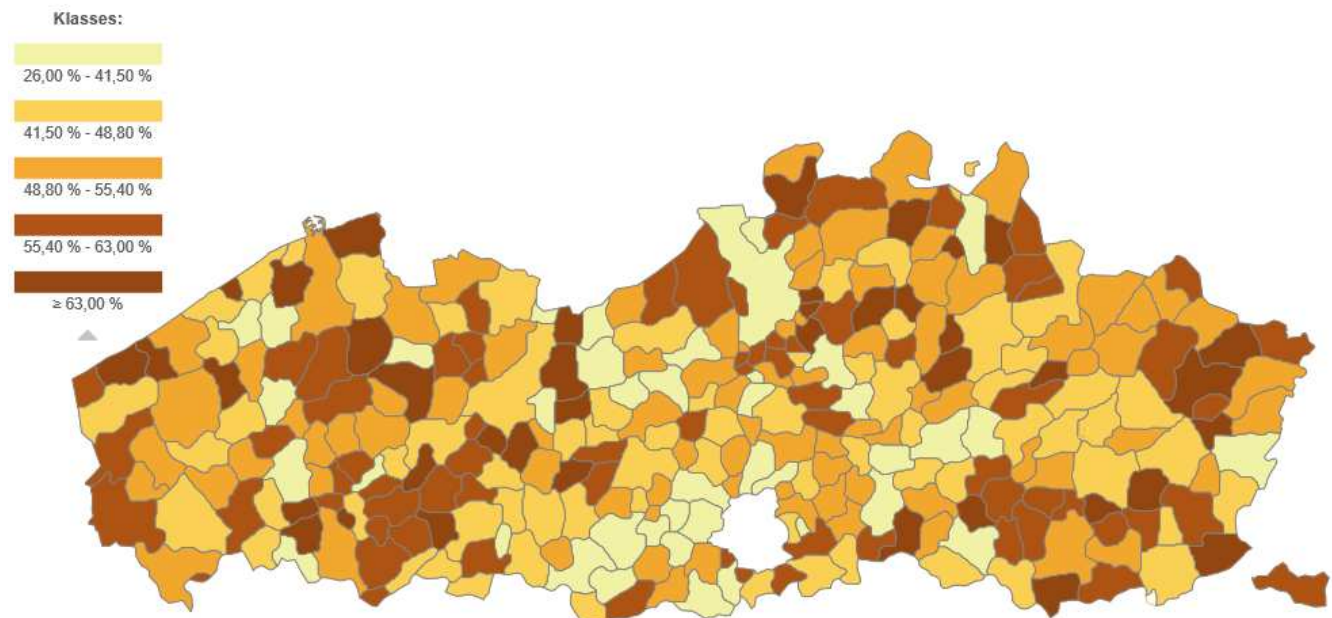 Klasses:
26,00 % - 41,50 %
41,50 % - 48,80 %
48,80 % - 55,40 %
55,40 % - 63,00 %
≥ 63,00 %